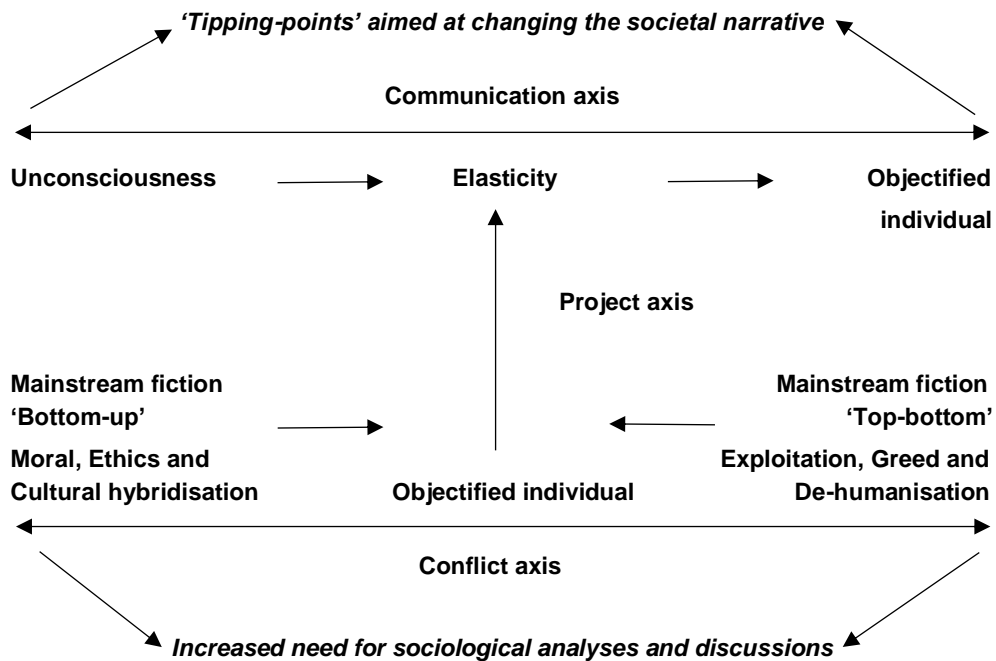 ‘Tipping-points’ aimed at changing the societal narrative
Communication axis
Unconsciousness
Elasticity
Objectified
individual
Project axis
Mainstream fiction
‘Bottom-up’
Moral, Ethics and
Cultural hybridisation
Objectified individual
Mainstream fiction
‘Top-bottom’
Exploitation, Greed and
De-humanisation
Conflict axis
Increased need for sociological analyses and discussions